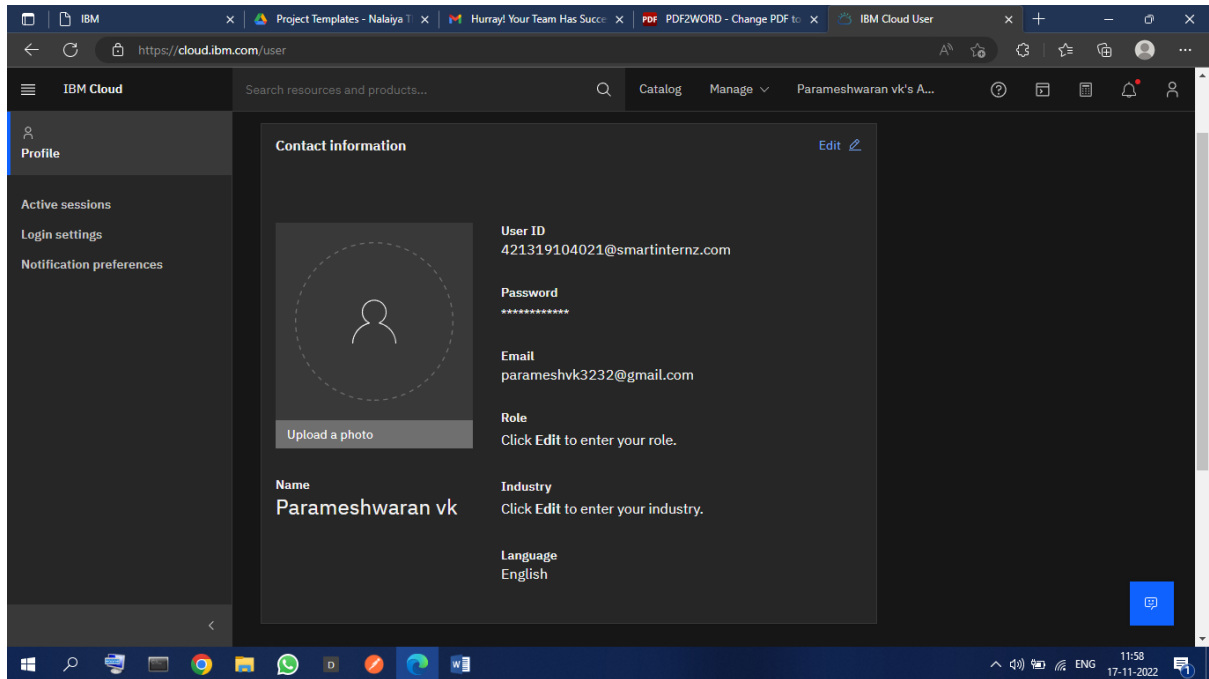 IBM
Project Templates - Nalaiya T
Hurray! Your Team Has Succe
PDF PDF2WORD - Change PDF to
IBM Cloud User
https://cloud.ibm.com/user
IBM Cloud
Search resources and products...
Catalog
Manage
Parameshwaran vk's A...
Profile
Active sessions
Login settings
Notification preferences
Contact information
Edit
User ID
421319104021@smartinternz.com
Password
************
Email
parameshvk3232@gmail.com
Role
Click Edit to enter your role.
Upload a photo
Name
Parameshwaran vk
Industry
Click Edit to enter your industry.
Language
English
ENG
11:58
17-11-2022